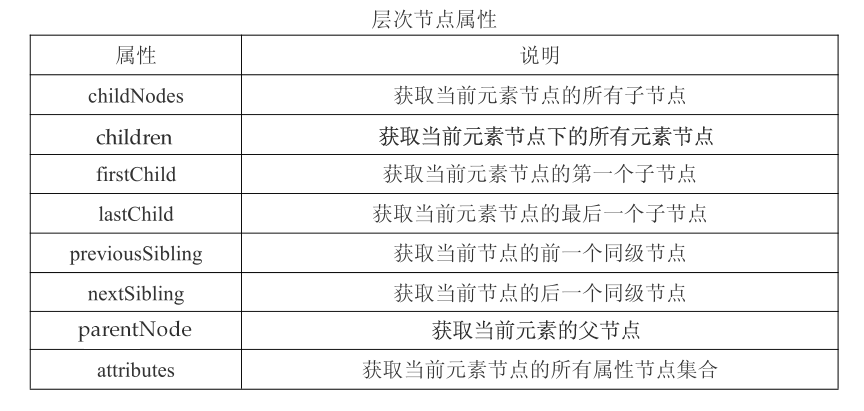 层次节点属性
属性 说明
childNodes 获取当前元素节点的所有子节点
children 获取当前元素节点下的所有元素节点
firstChild 获取当前元素节点的第一个子节点
lastChild 获取当前元素节点的最后一个子节点
previousSibling 获取当前节点的前一个同级节点
nextSibling 获取当前节点的后一个同级节点
parentNode 获取当前元素的父节点
attributes 获取当前元素节点的所有属性节点集合